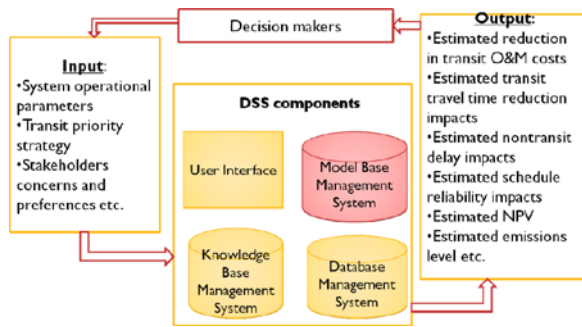 Decision makers
Input:
•System operational
parameters
•Transit priority
strategy
•Stakeholders
concerns and
preferences etc.
DSS components
User Interface
Model Base
Management
System
Knowledge
Base
Management
System
Database
Management
System
Output:
•Estimated reduction
in transit O&M costs
•Estimated transit
travel time reduction
impacts
•Estimated nontransit
delay impacts
•Estimated schedule
reliability impacts
•Estimated NPV
•Estimated emissions
level etc.